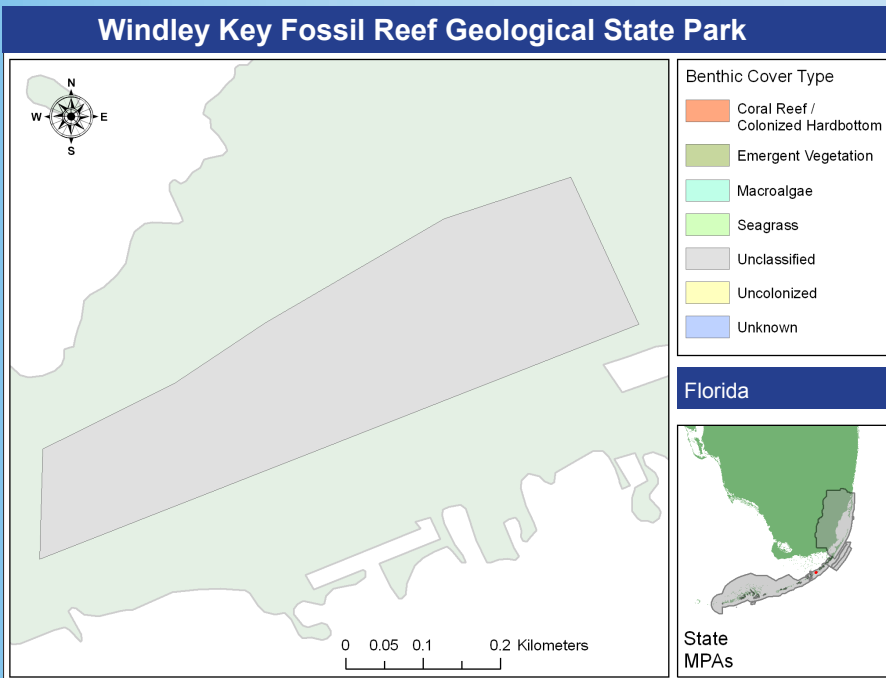 Windley Key Fossil Reef Geological State Park
N
W E
S
Benthic Cover Type
Coral Reef /
Colonized Hardbottom
Emergent Vegetation
Macroalgae
Seagrass
Unclassified
Uncolonized
Unknown
Florida
State
MPAs
0 0.05 0.1 0.2 Kilometers